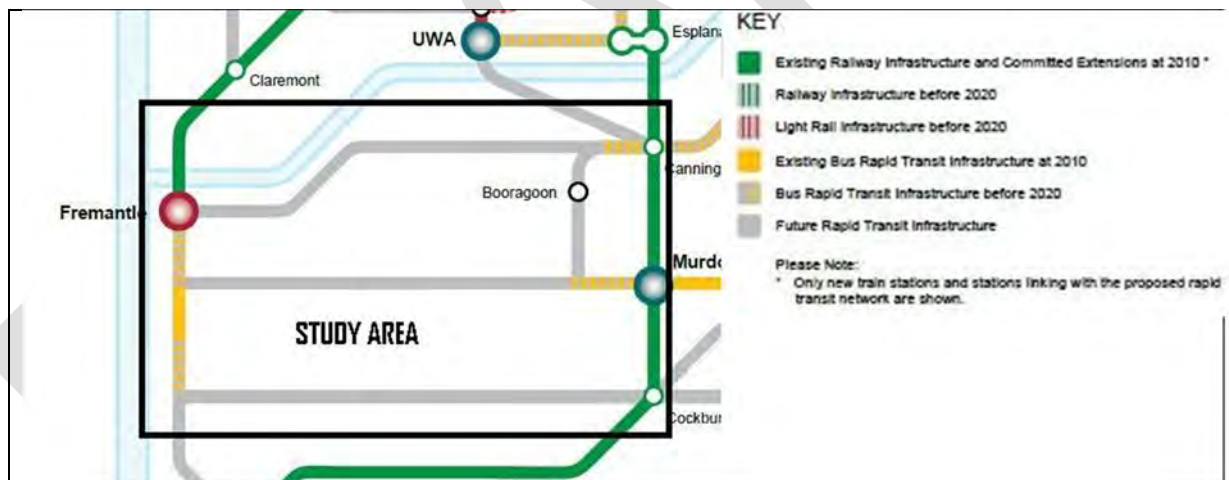 UWA
Esplan
Claremont
Canning
Booragoon
Fremantle
Murdo
STUDY AREA
Cockbur
KEY
Existing Railway Infrastructure and Committed Extensions at 2010 *
Railway Infrastructure before 2020
Light Rail Infrastructure before 2020
Existing Bus Rapid Transit Infrastructure at 2010
Bus Rapid Transit Infrastructure before 2020
Future Rapid Transit Infrastructure
Please Note:
* Only new train stations and stations linking with the proposed rapid
transit network are shown.